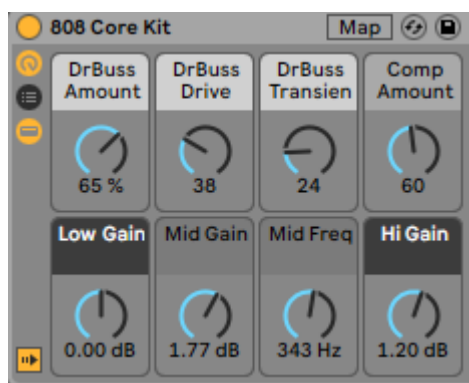 808 Core Kit Map
DrBuss DrBuss DrBuss Comp
Amount Drive Transien Amount
65 % 38 24 60
Low Gain Mid Gain Mid Freq Hi Gain
0.00 dB 1.77 dB 343 Hz 1.20 dB